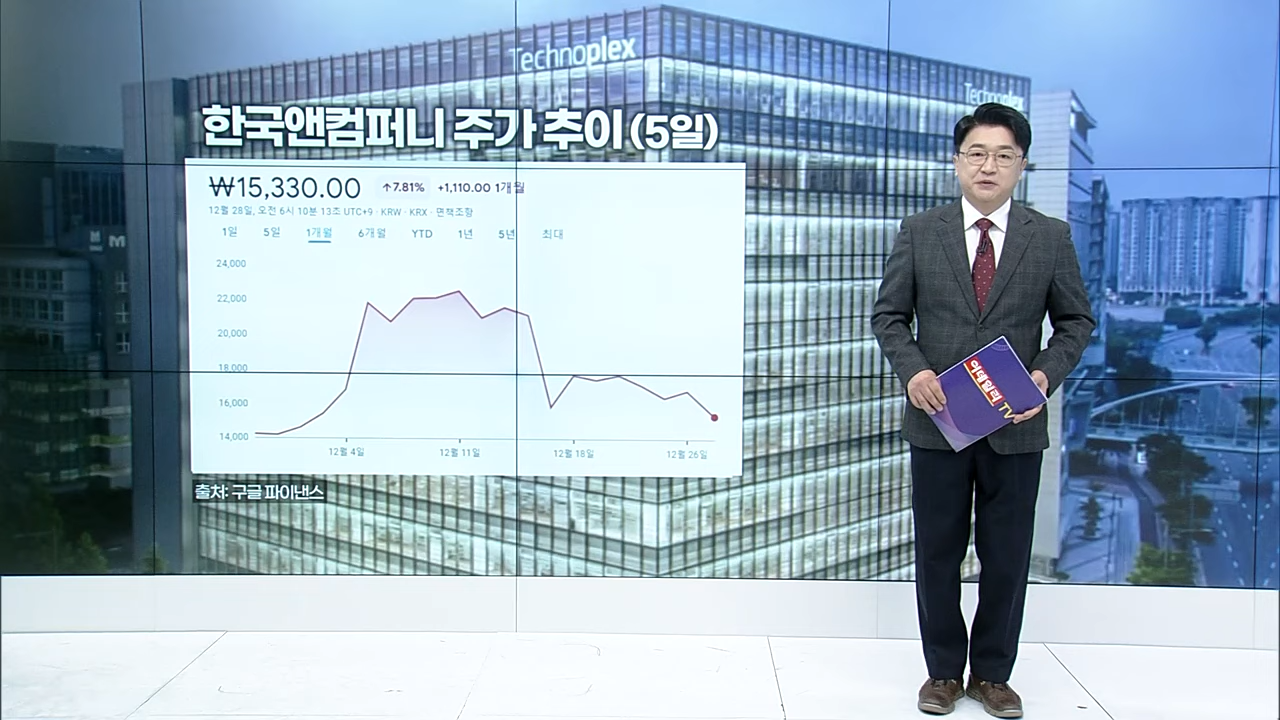 Technoplex
Technoplex
한국앤컴퍼니 주가 추이 (5일)
₩15,330.00 ↑7.81% +1,110.00 1개월
12월 28일, 오전 6시 10분 13초 UTC+9 · KRW · KRX · 면책조항
1일 5일 1개월 6개월 YTD 1년 5년 최대
24,000
22,000
20,000
18,000
16,000
14,000
12월 4일 12월 11일 12월 18일 12월 26일
출처: 구글 파이낸스
이데일리 TV
M